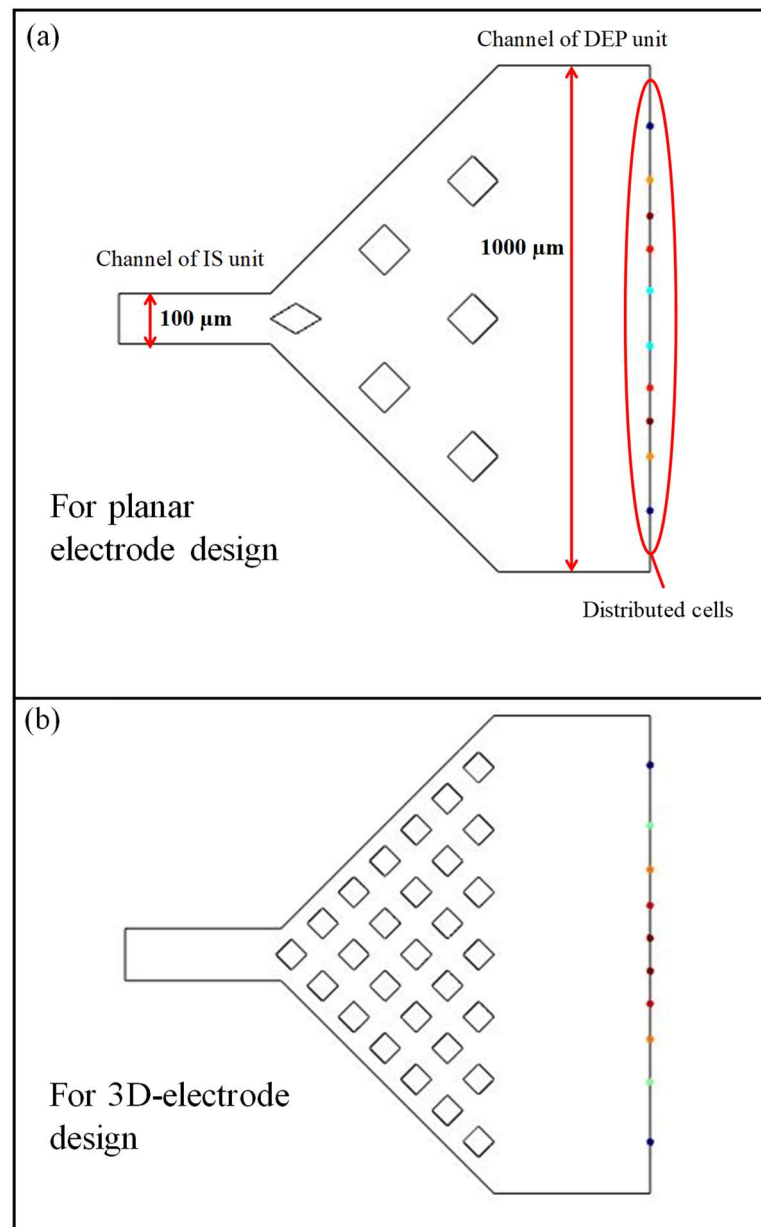 (a)
Channel of DEP unit
Channel of IS unit
1000 µm
100 µm
For planar
electrode design
Distributed cells
(b)
For 3D-electrode
design